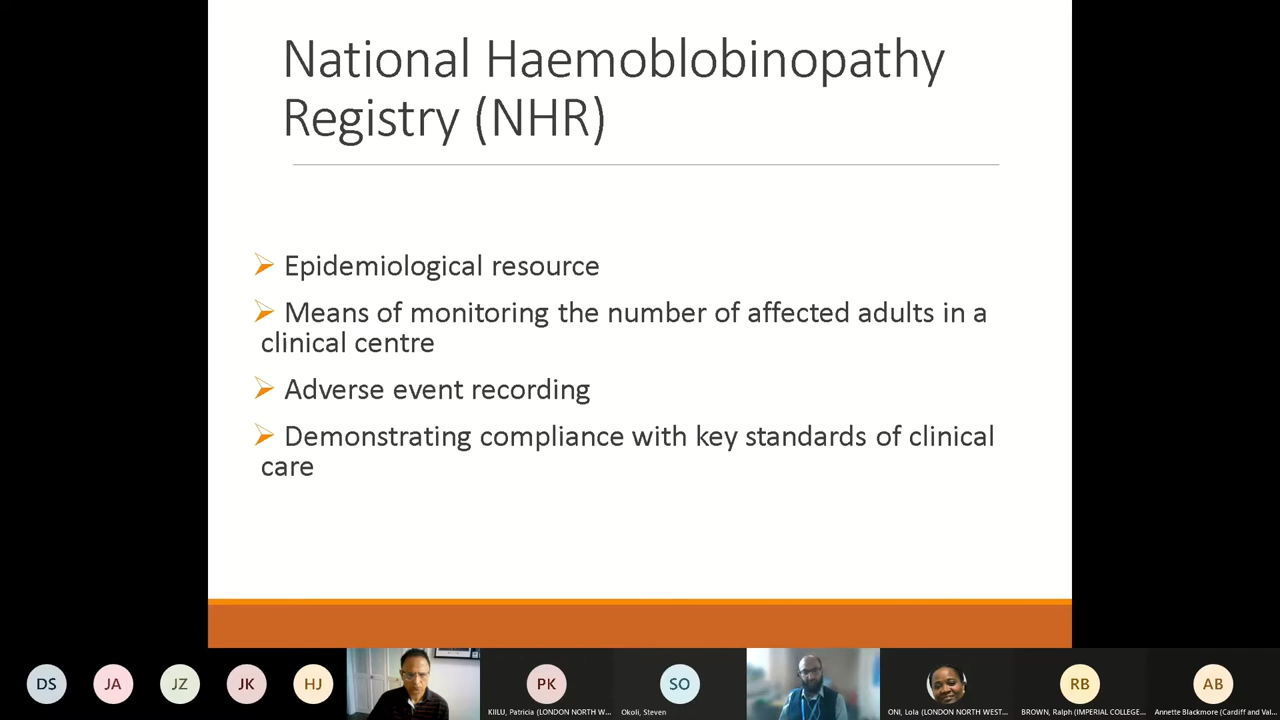 National Haemoblobinopathy
Registry (NHR)
Epidemiological resource
Means of monitoring the number of affected adults in a
clinical centre
Adverse event recording
Demonstrating compliance with key standards of clinical
care
DS
JA
JZ
JK
HJ
PK
SO
RB
AB
KIILU, Patricia (LONDON NORTH W...
Okoli, Steven
ONI, Lola (LONDON NORTH WEST...
BROWN, Ralph (IMPERIAL COLLEGE...
Annette Blackmore (Cardiff and Val...